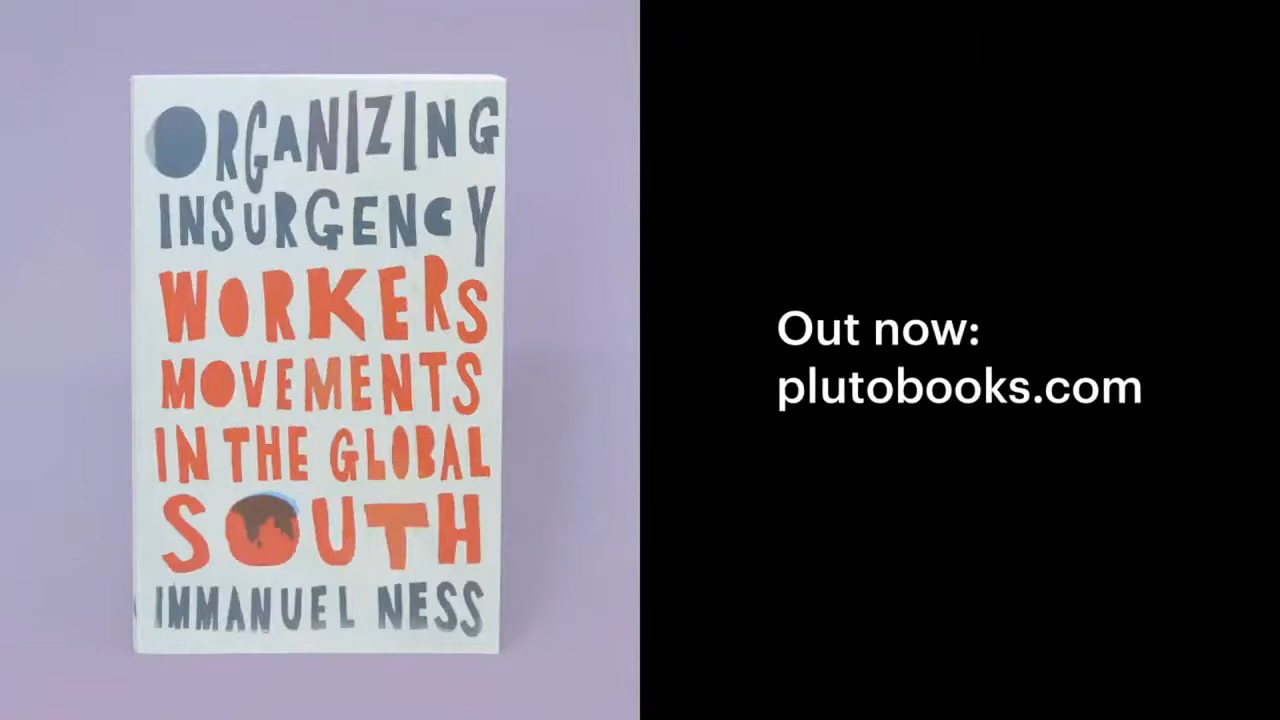 ORGANIZING
INSURGENCY
WORKERS
MOVEMENTS
IN THE GLOBAL
SOUTH
IMMANUEL NESS
Out now:
plutobooks.com